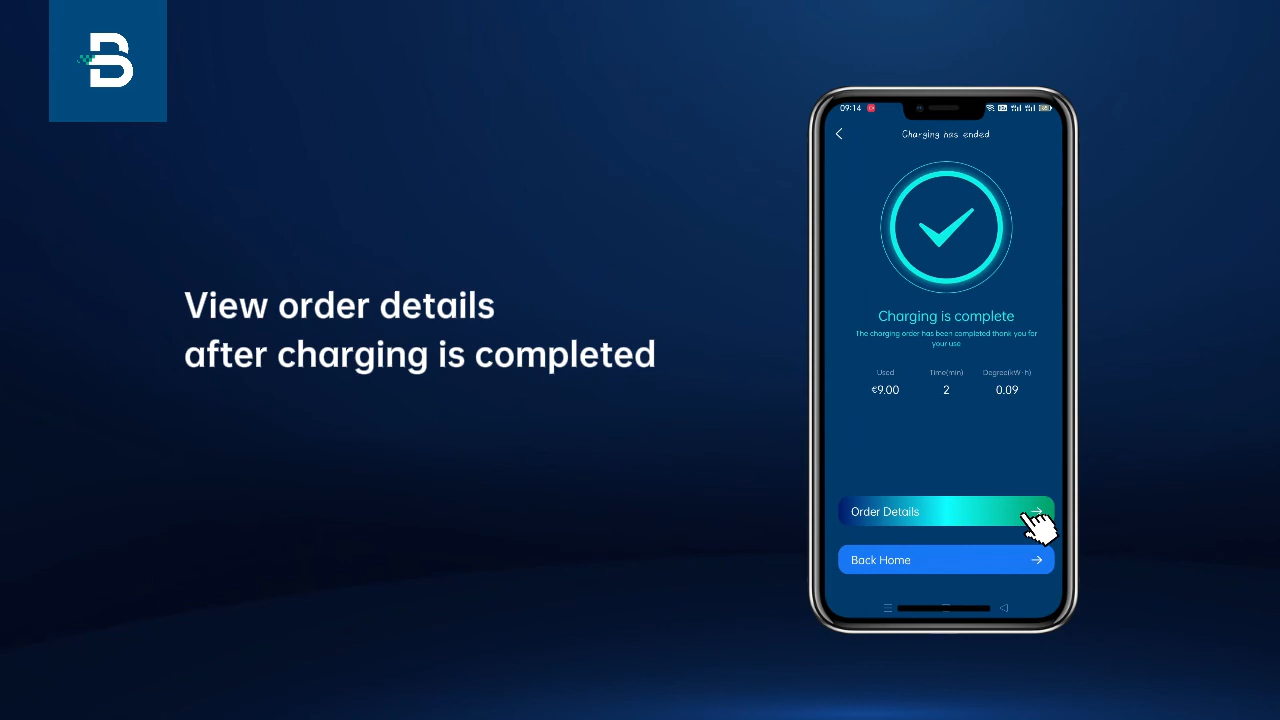 B
View order details
after charging is completed
09:14
Charging has ended
Charging is complete
The charging order has been completed thank you for
your use
Used Time(min) Degree(kW·h)
€9.00 2 0.09
Order Details
Back Home